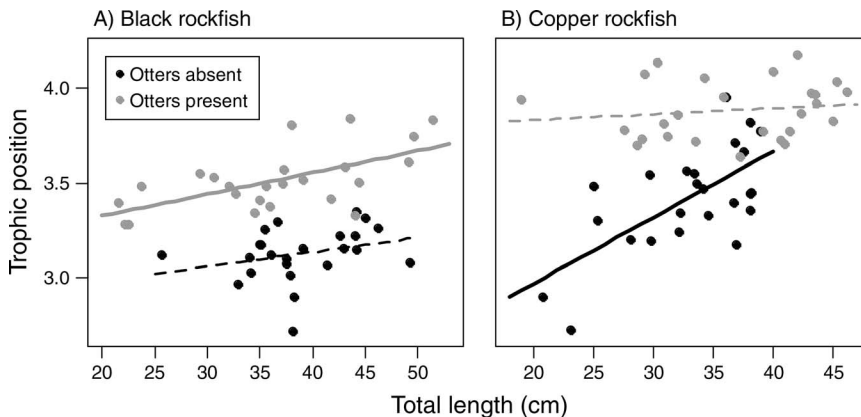 A) Black rockfish
B) Copper rockfish
Otters absent
Otters present
4.0
3.5
3.0
Trophic position
20 25 30 35 40 45 50
15 20 25 30 35 40 45
Total length (cm)